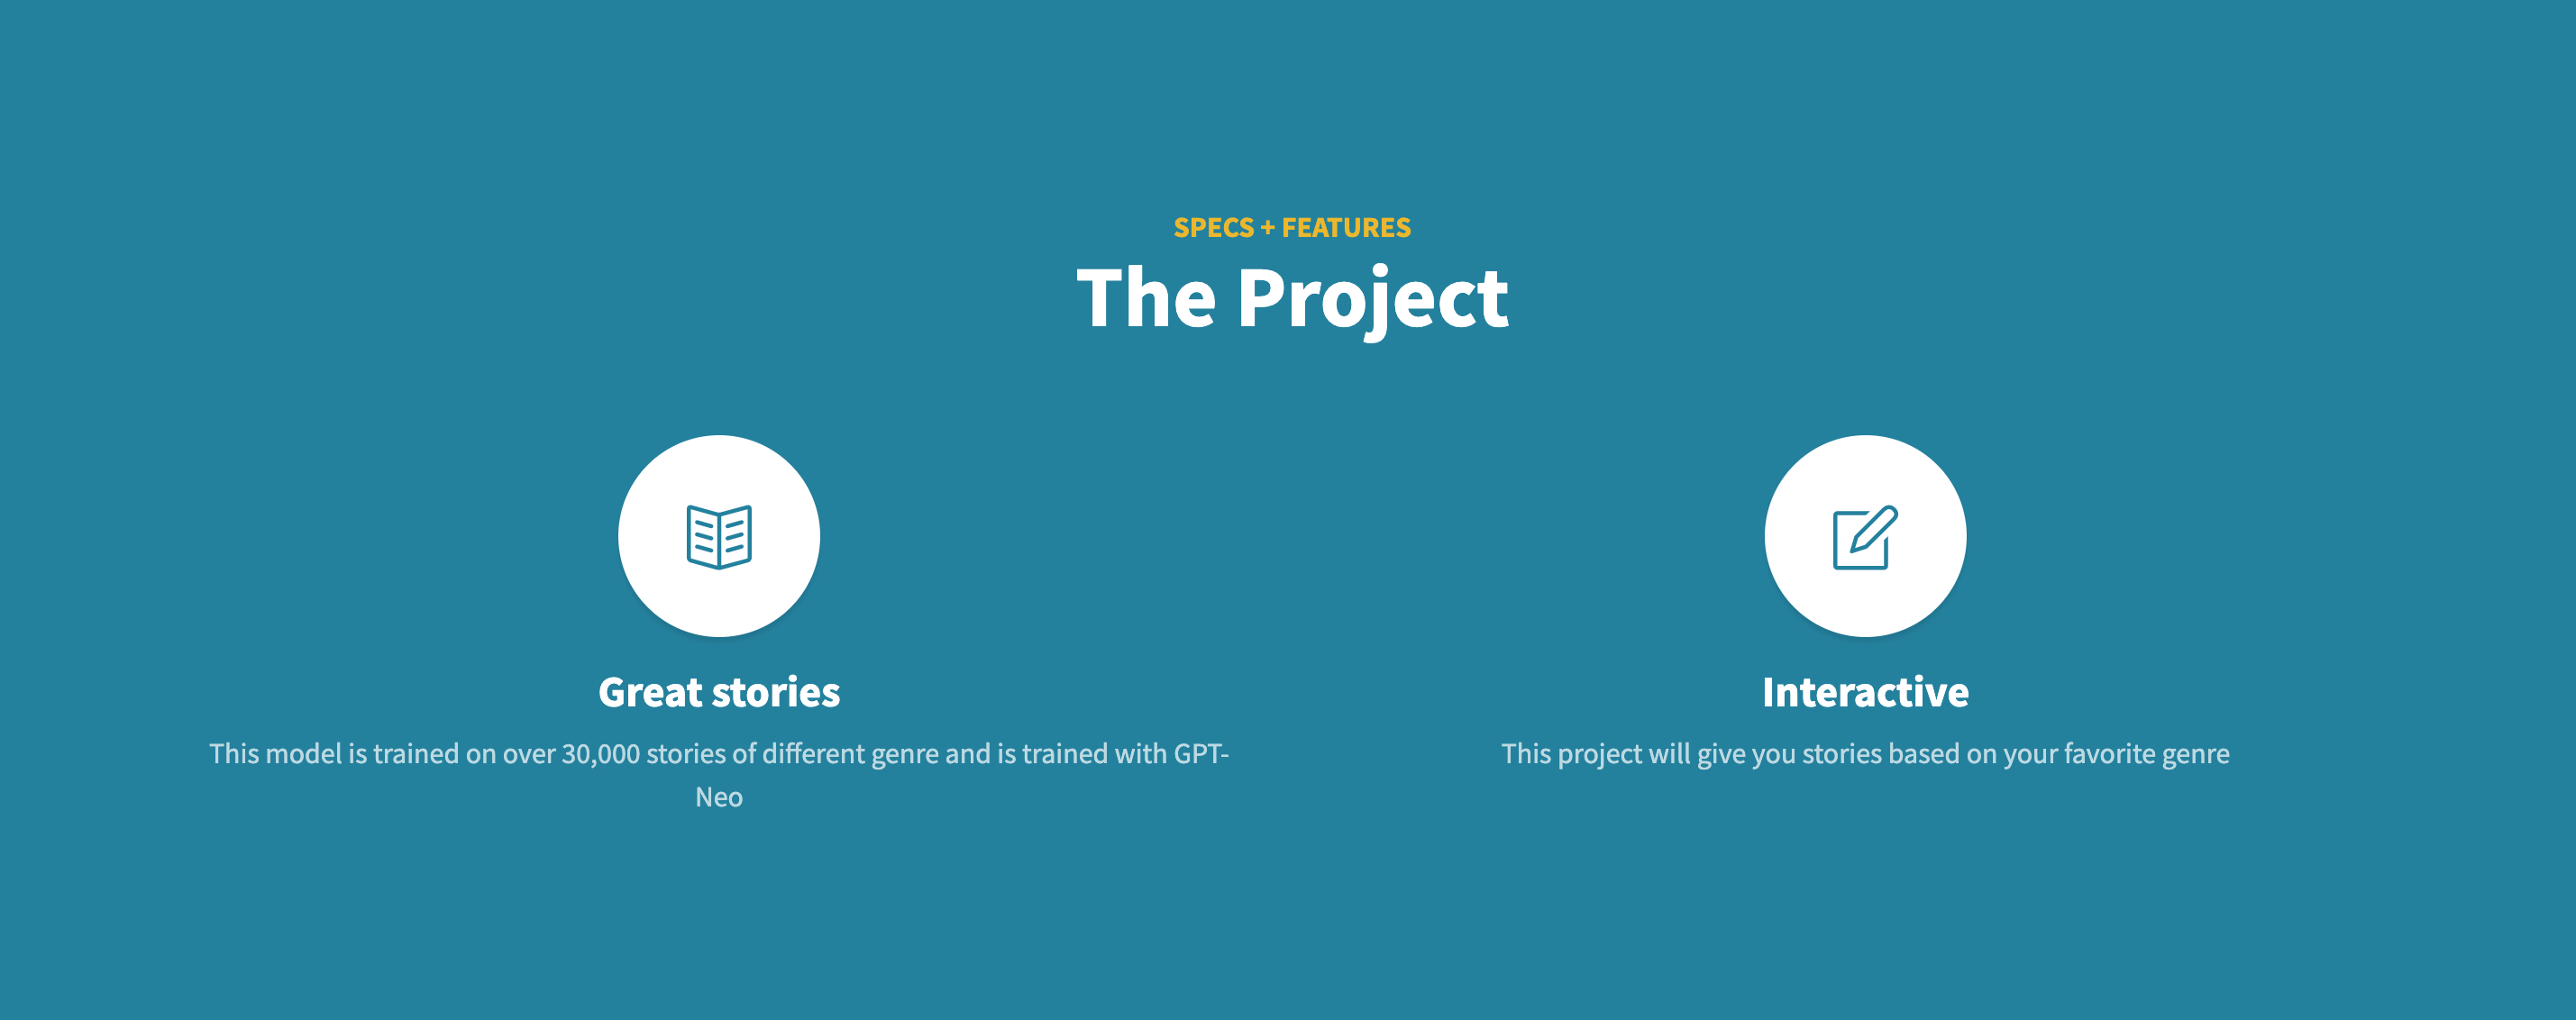 SPECS + FEATURES
The Project
Great stories
This model is trained on over 30,000 stories of different genre and is trained with GPT-
Neo
Interactive
This project will give you stories based on your favorite genre